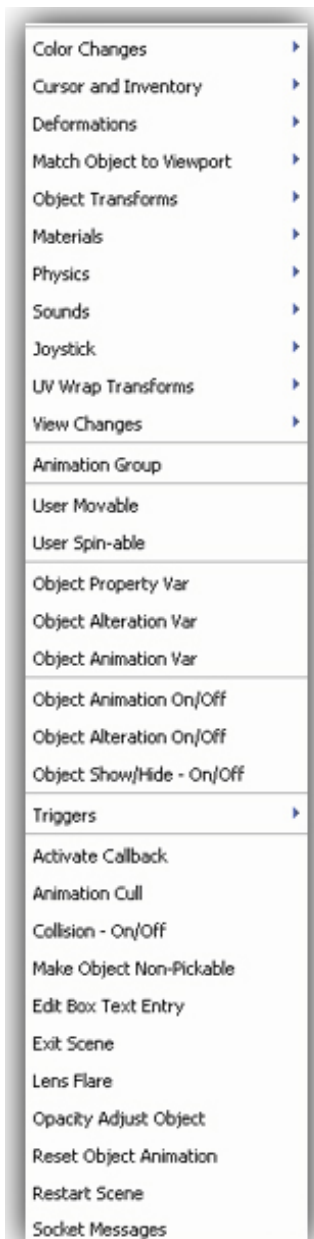 Color Changes
Cursor and Inventory
Deformations
Match Object to Viewport
Object Transforms
Materials
Physics
Sounds
Joystick
UV Wrap Transforms
View Changes
Animation Group
User Movable
User Spin-able
Object Property Var
Object Alteration Var
Object Animation Var
Object Animation On/Off
Object Alteration On/Off
Object Show/Hide - On/Off
Triggers
Activate Callback
Animation Cull
Collision - On/Off
Make Object Non-Pickable
Edit Box Text Entry
Exit Scene
Lens Flare
Opacity Adjust Object
Reset Object Animation
Restart Scene
Socket Messages